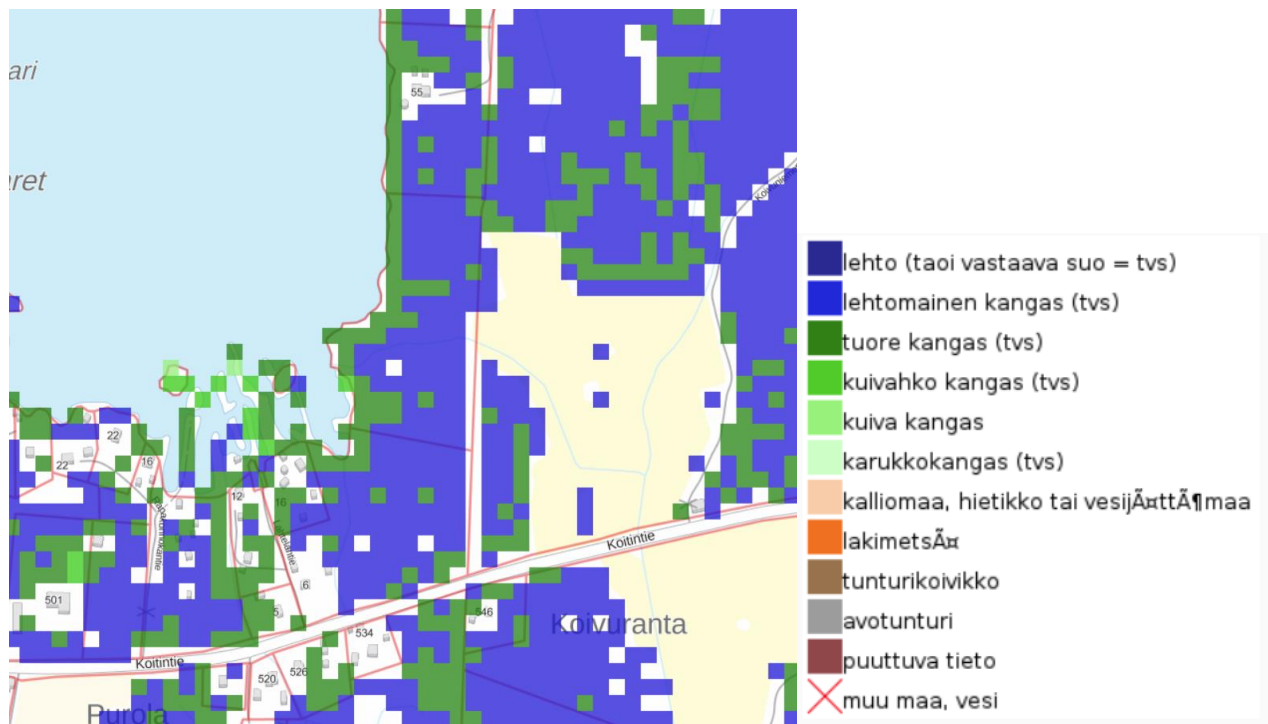 ari
55
ret
22
22
16
12
16
Koitintie
501
6
5
546
534
Koivuranta
Koitintie
526
520
Purola
lehto (taoi vastaava suo = tvs)
lehtomainen kangas (tvs)
tuore kangas (tvs)
kuivahko kangas (tvs)
kuiva kangas
karukkokangas (tvs)
kalliomaa, hietikko tai vesijÃ¤ttÃ¶maa
lakimetsÃ¤
tunturikoivikko
avotunturi
puuttuva tieto
muu maa, vesi